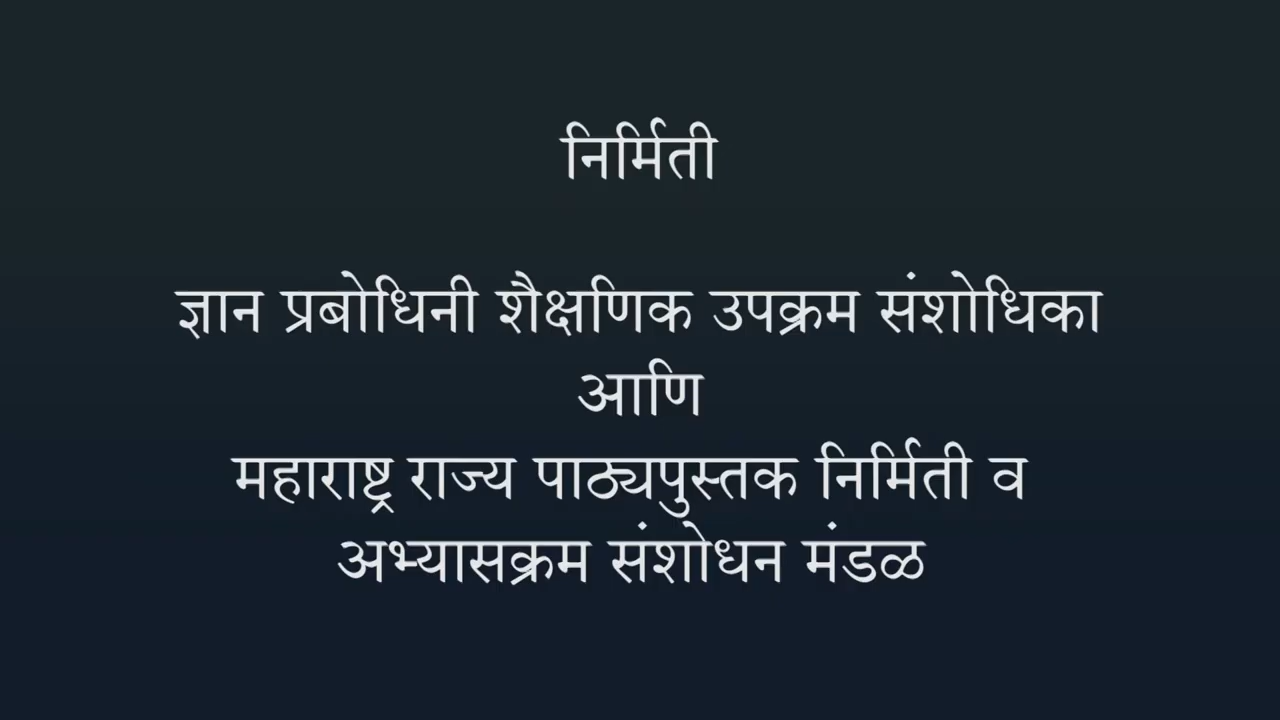 निर्मिती
ज्ञान प्रबोधिनी शैक्षणिक उपक्रम संशोधिका
आणि
महाराष्ट्र राज्य पाठ्यपुस्तक निर्मिती व
अभ्यासक्रम संशोधन मंडळ